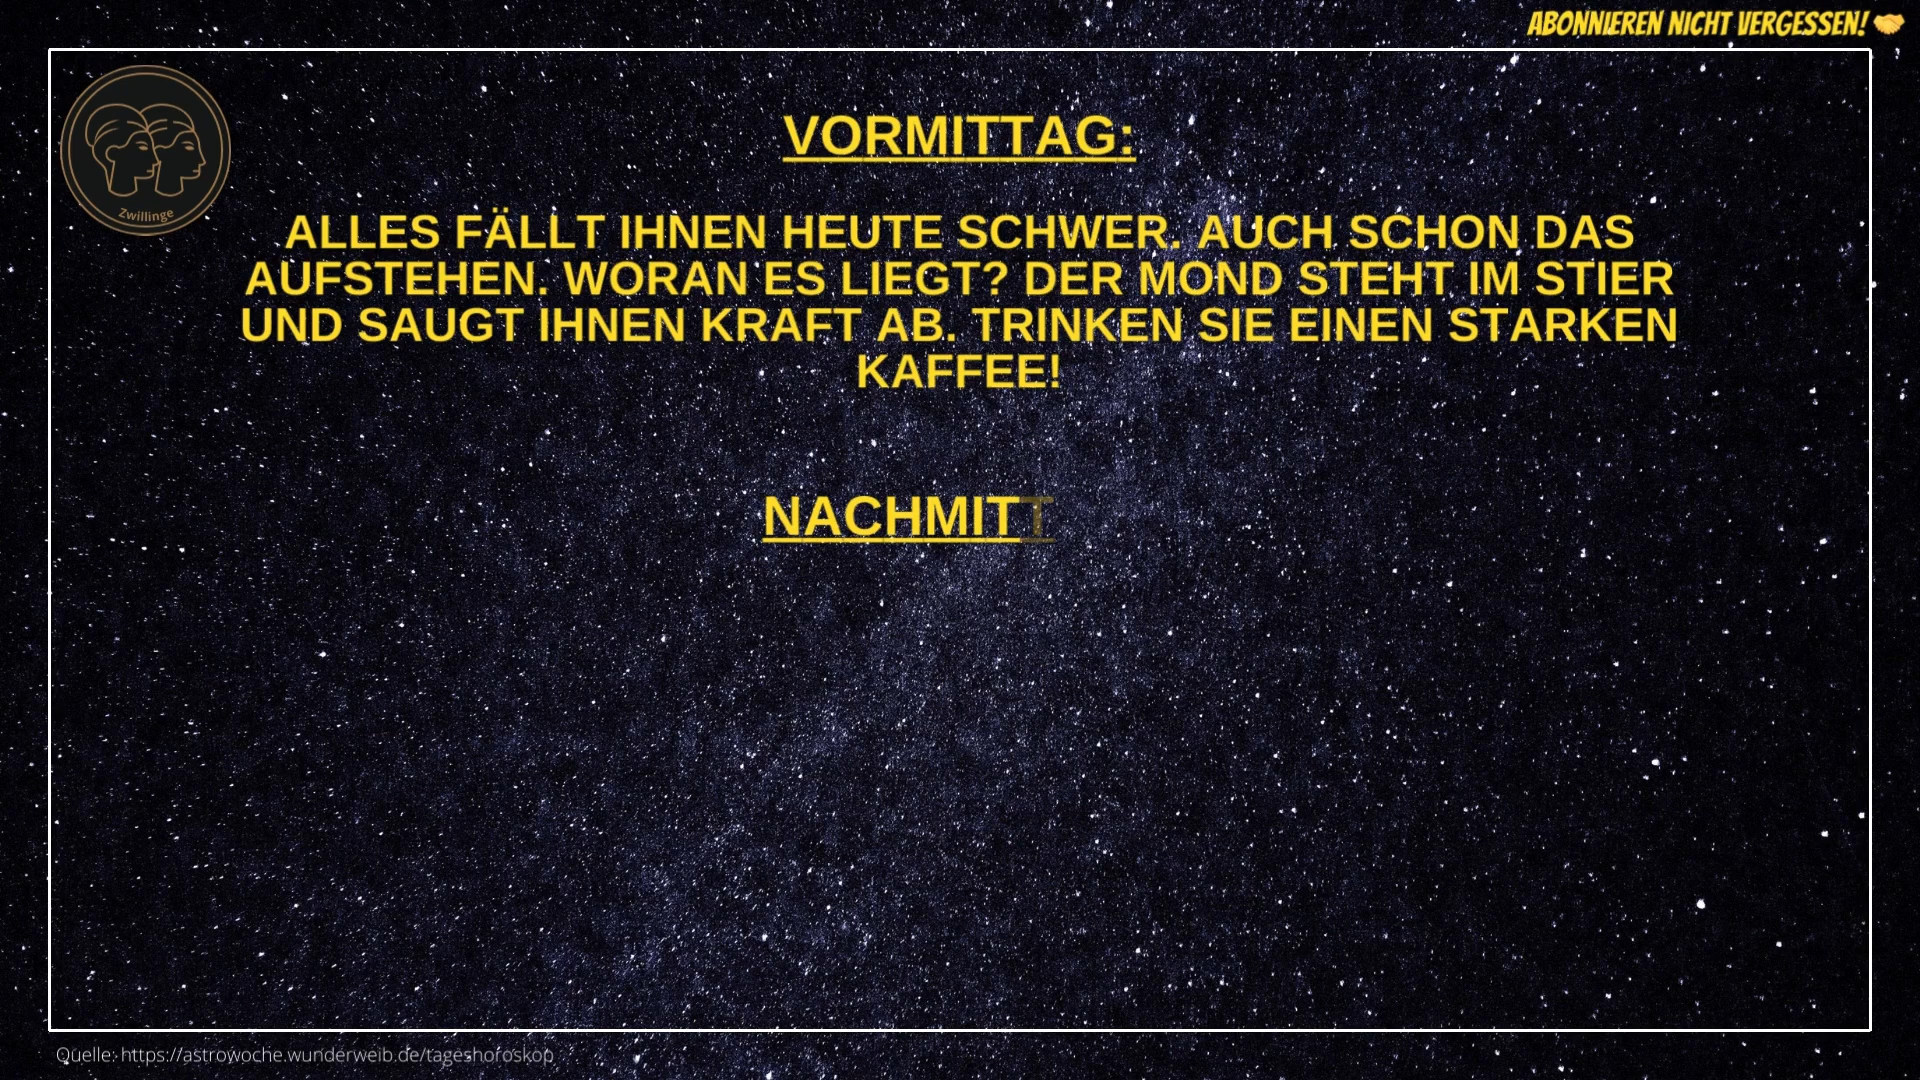 ABONNIEREN NICHT VERGESSEN!
Zwillinge
VORMITTAG:
ALLES FÄLLT IHNEN HEUTE SCHWER. AUCH SCHON DAS
AUFSTEHEN. WORAN ES LIEGT? DER MOND STEHT IM STIER
UND SAUGT IHNEN KRAFT AB. TRINKEN SIE EINEN STARKEN
KAFFEE!
NACHMITT
Quelle: https://astrowoche.wunderweib.de/tageshoroskop